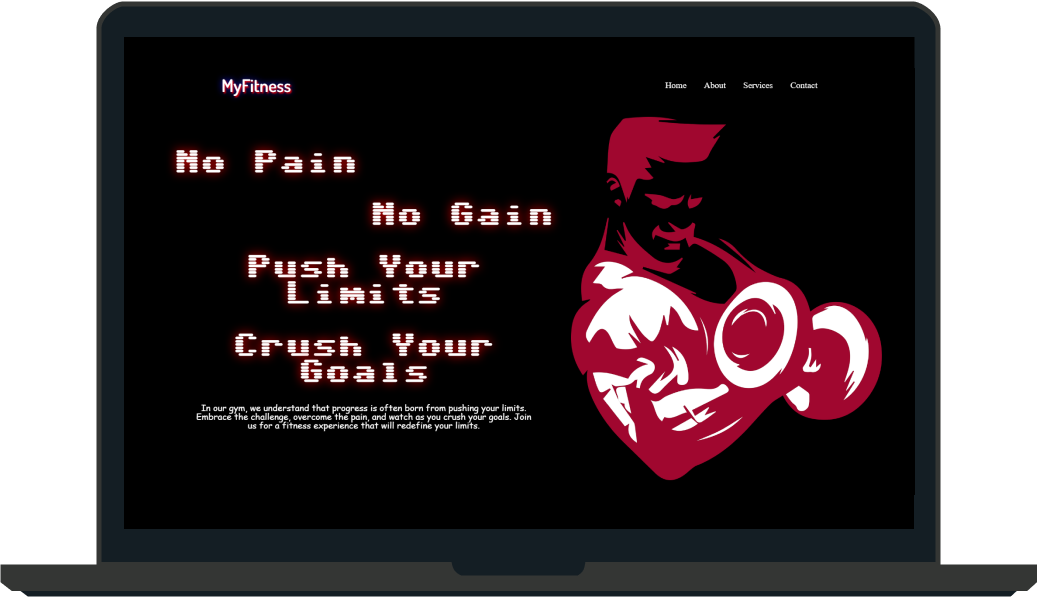 MyFitness
Home About Services Contact
No Pain
No Gain
Push Your
Limits
Crush Your
Goals
In our gym, we understand that progress is often born from pushing your limits.
Embrace the challenge, overcome the pain, and watch as you crush your goals. Join
us for a fitness experience that will redefine your limits.